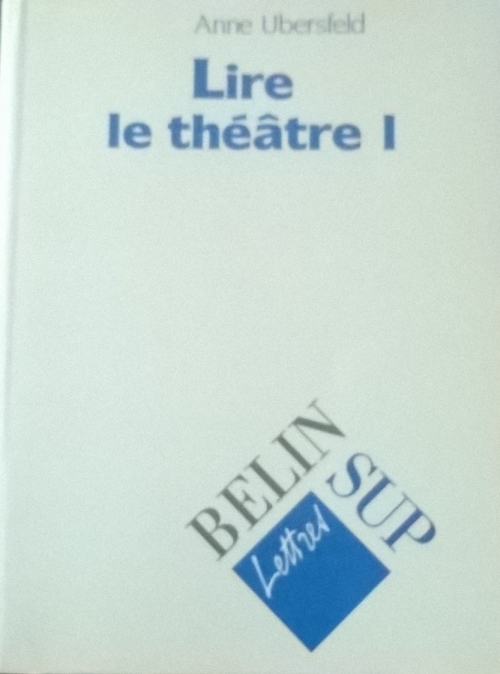 Anne Ubersfeld
Lire
le théâtre I
BELIN
SUP
Lettres